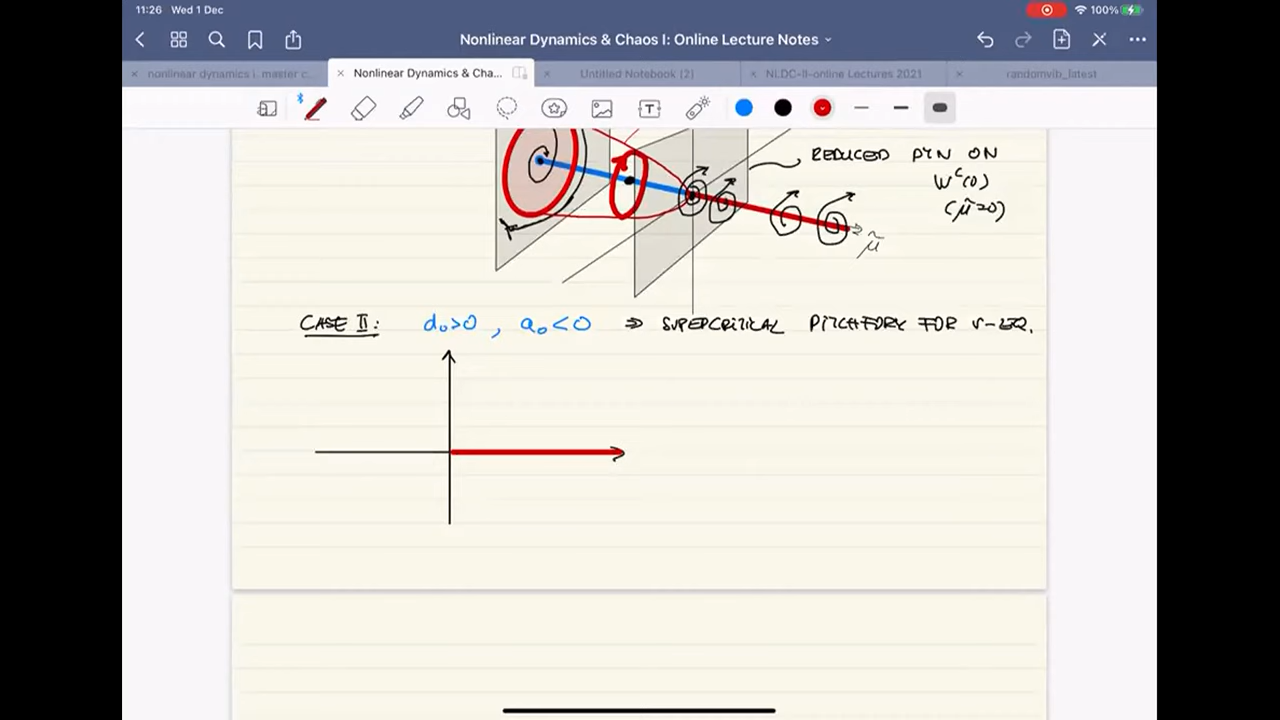 11:26 Wed 1 Dec 100%
Nonlinear Dynamics & Chaos I: Online Lecture Notes
nonlinear dynamics i. master c... Nonlinear Dynamics & Cha... Untitled Notebook (2) NLDC-II-online Lectures 2021 randomvib_latest
REDUCED DYN ON
W^c(0)
(μ̃=0)
μ̃
CASE II: d₀>0, a₀<0 ⇒ SUPERCRITICAL PITCHFORK FOR r-EQ.